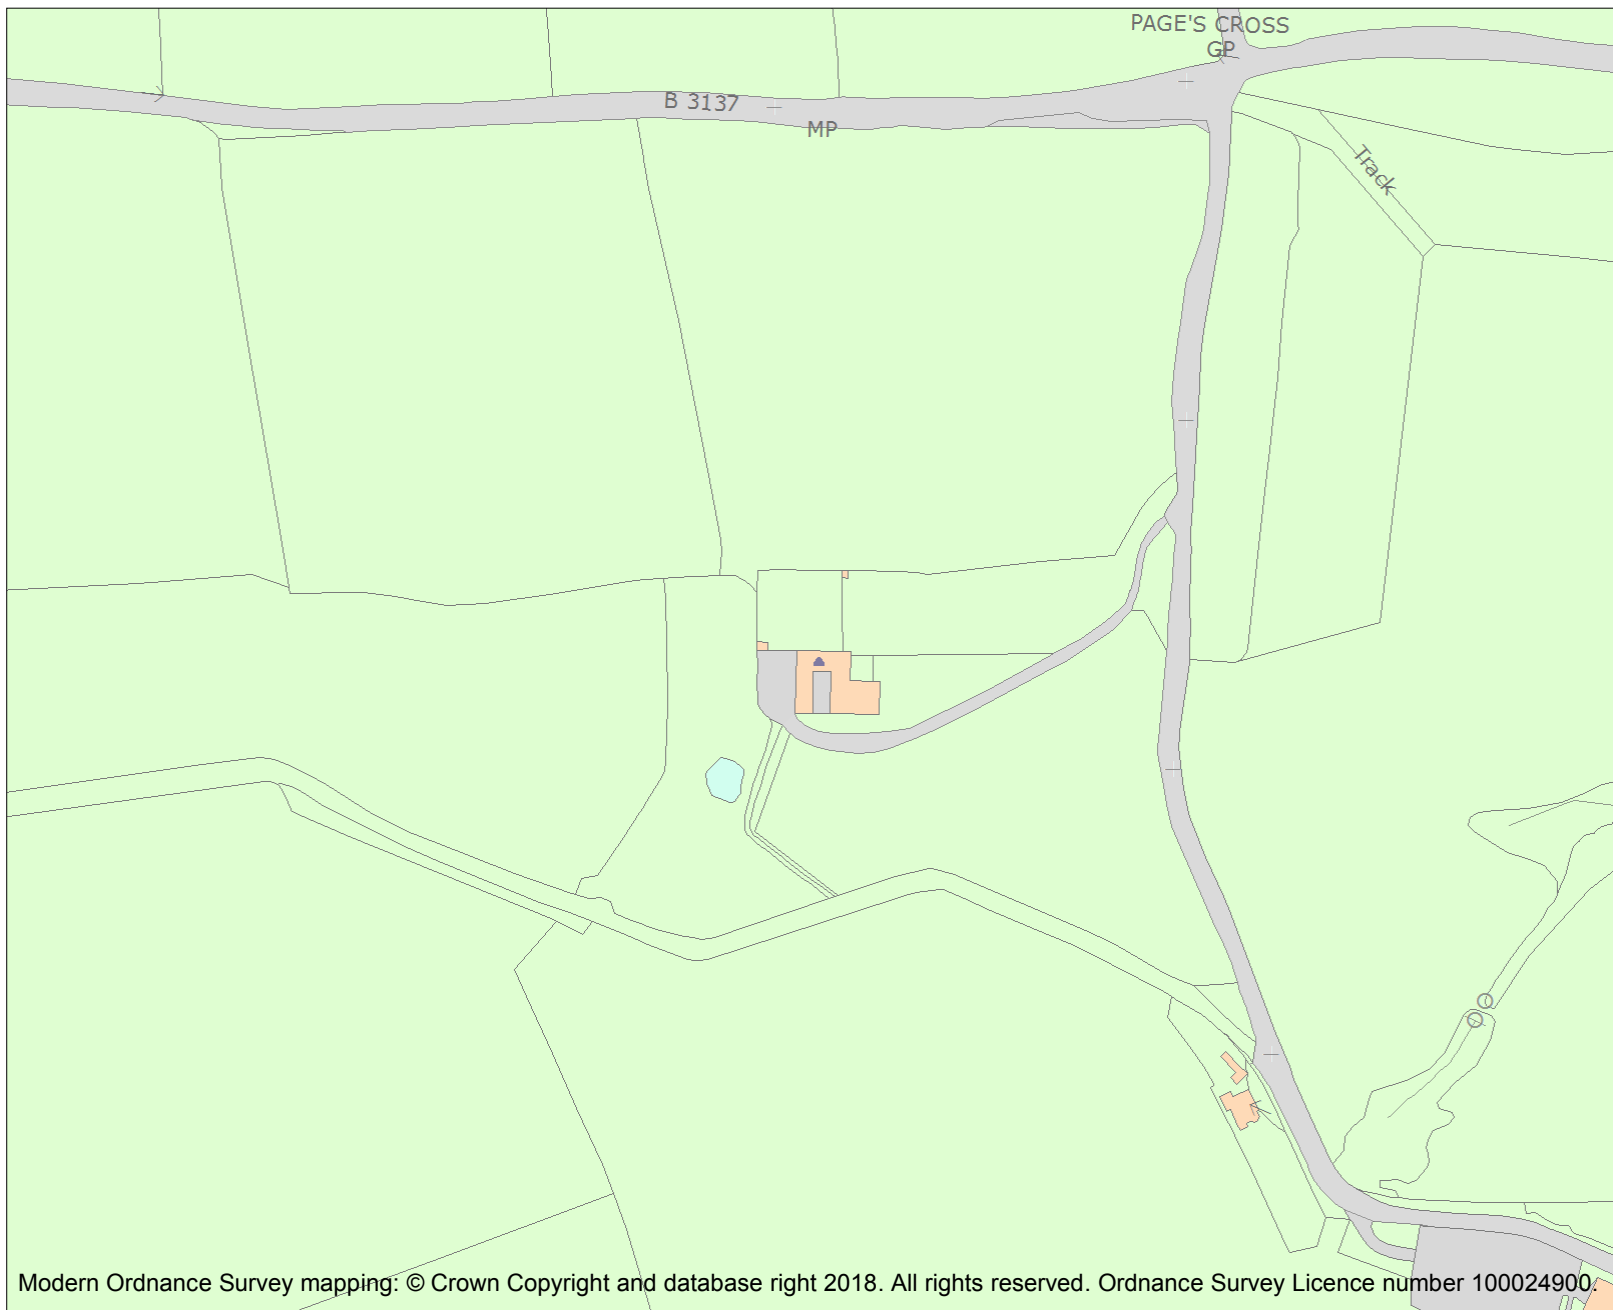 PAGE'S CROSS
GP
B 3137
MP
Track
Modern Ordnance Survey mapping: © Crown Copyright and database right 2018. All rights reserved. Ordnance Survey Licence number 100024900.